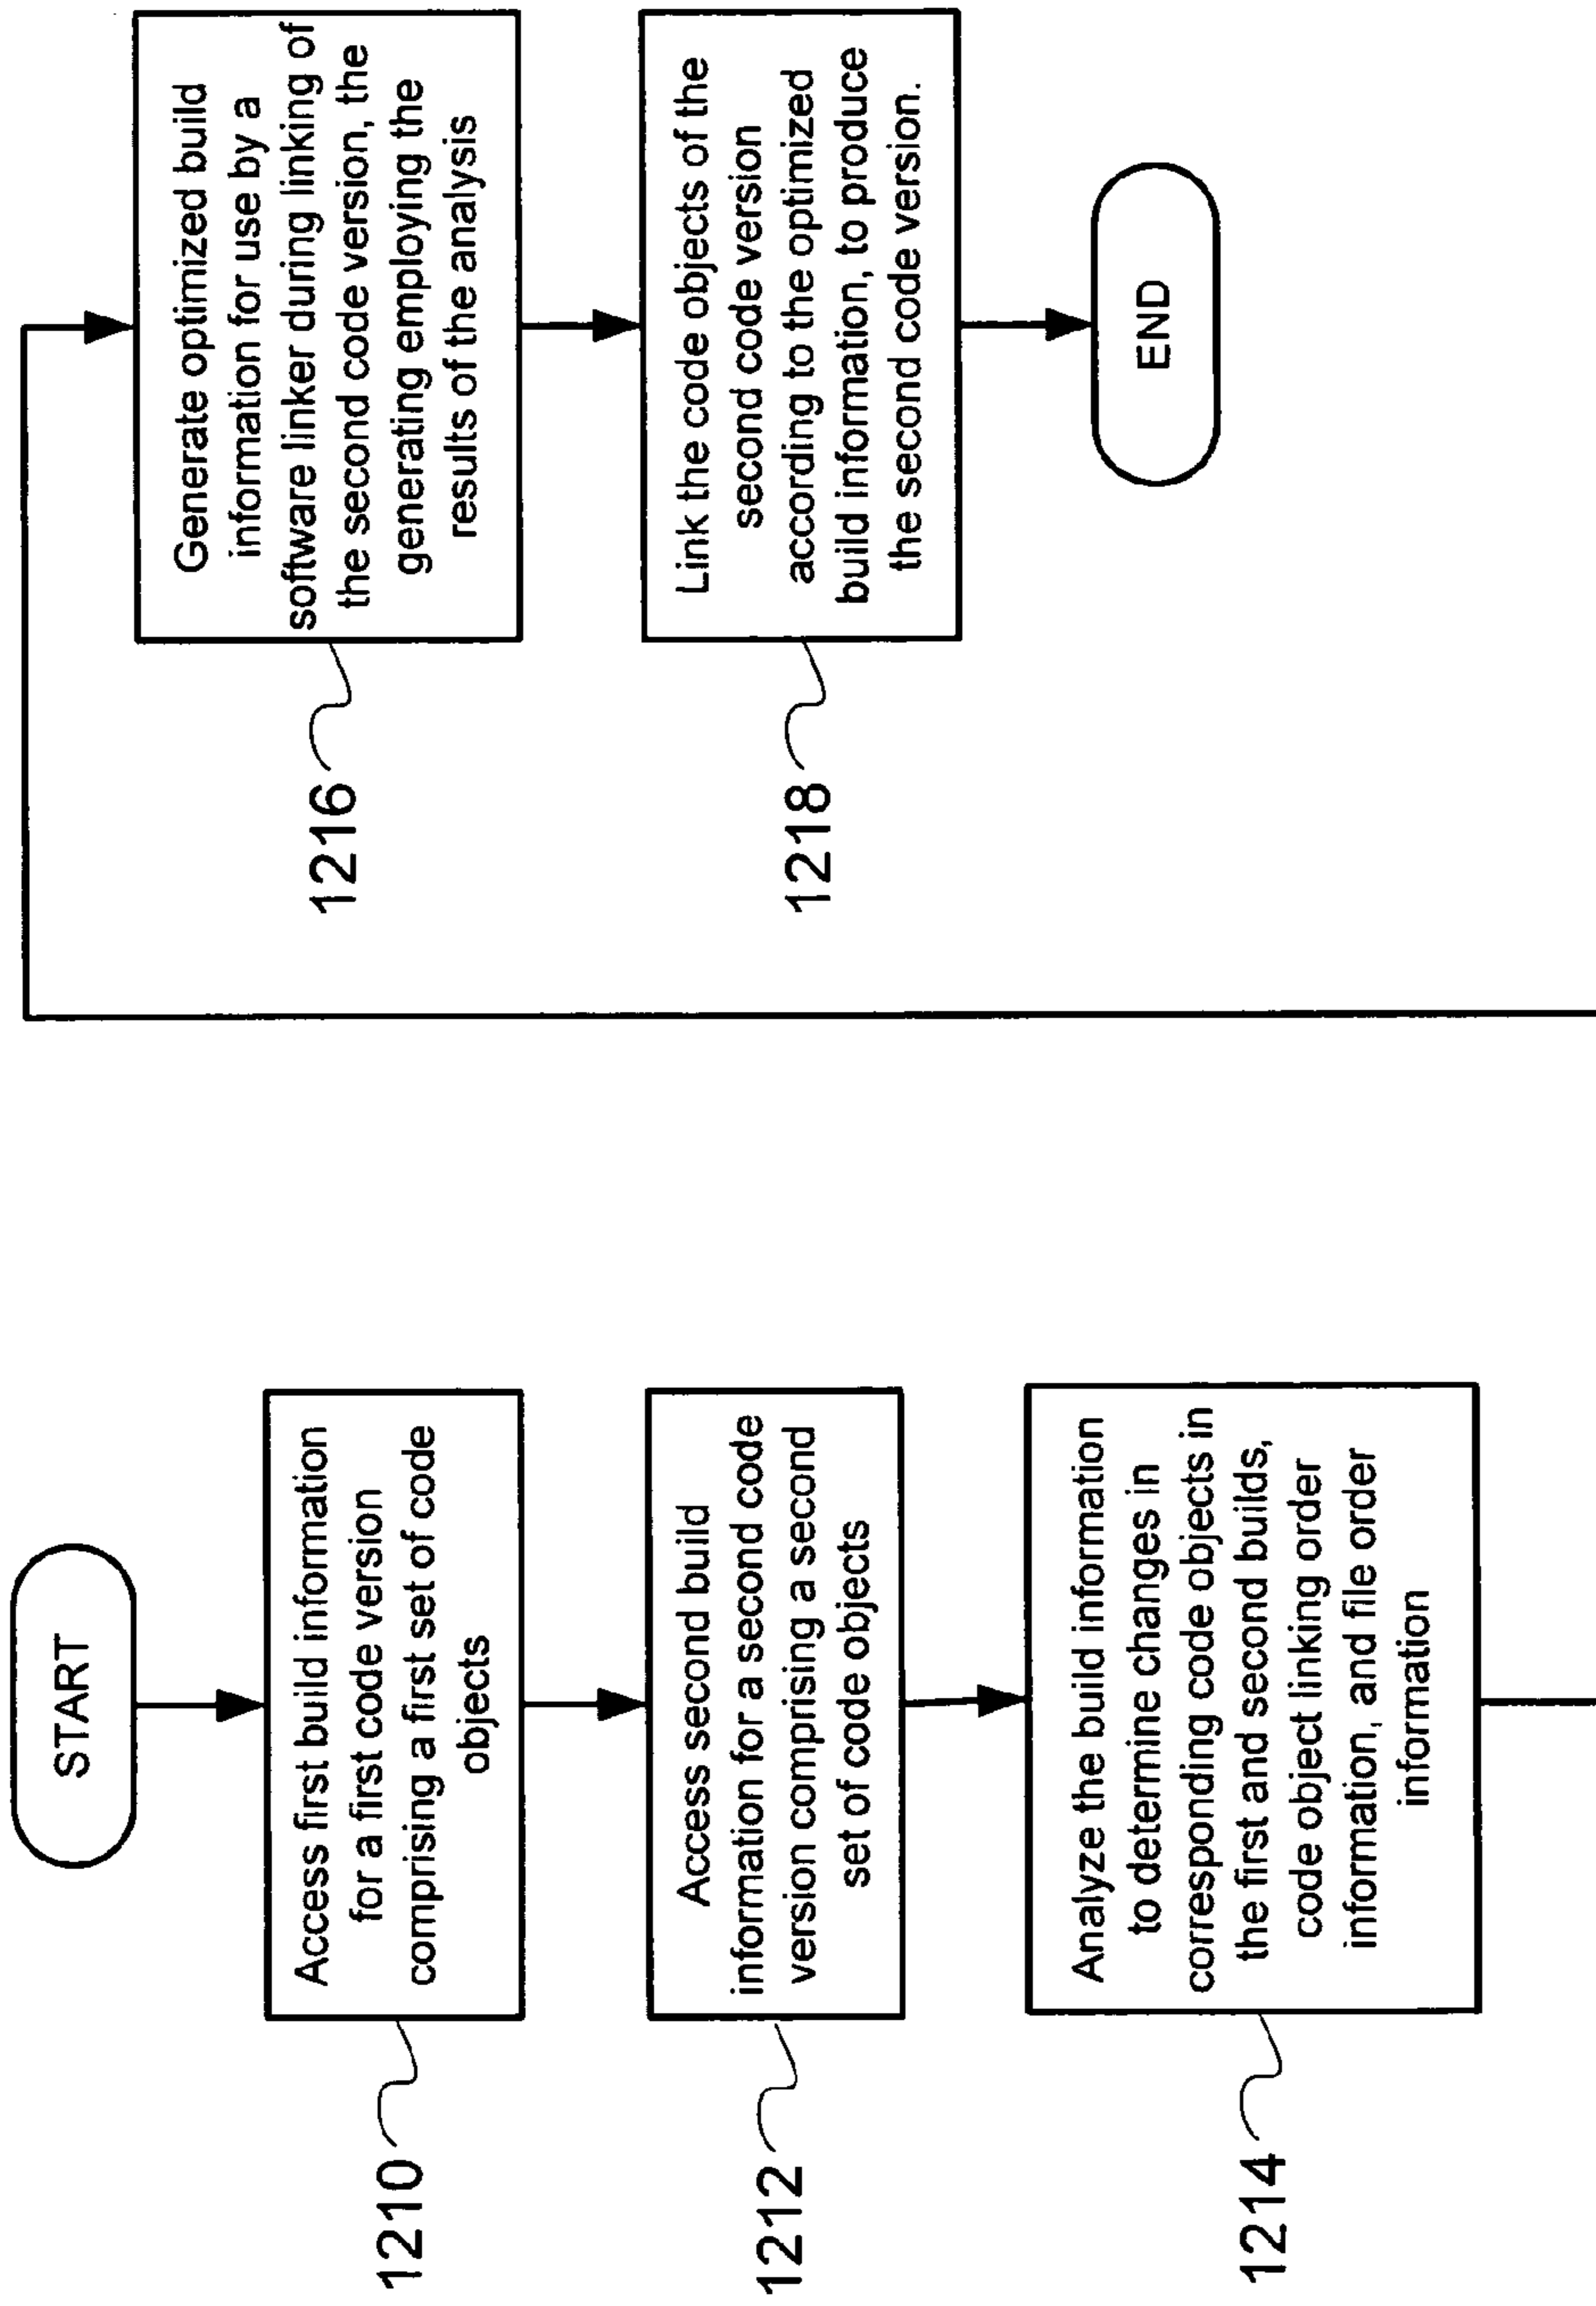 START
1210
Access first build information
for a first code version
comprising a first set of code
objects
1212
Access second build
information for a second code
version comprising a second
set of code objects
1214
Analyze the build information
to determine changes in
corresponding code objects in
the first and second builds,
code object linking order
information, and file order
information
1216
Generate optimized build
information for use by a
software linker during linking of
the second code version, the
generating employing the
results of the analysis
1218
Link the code objects of the
second code version
according to the optimized
build information, to produce
the second code version.
END